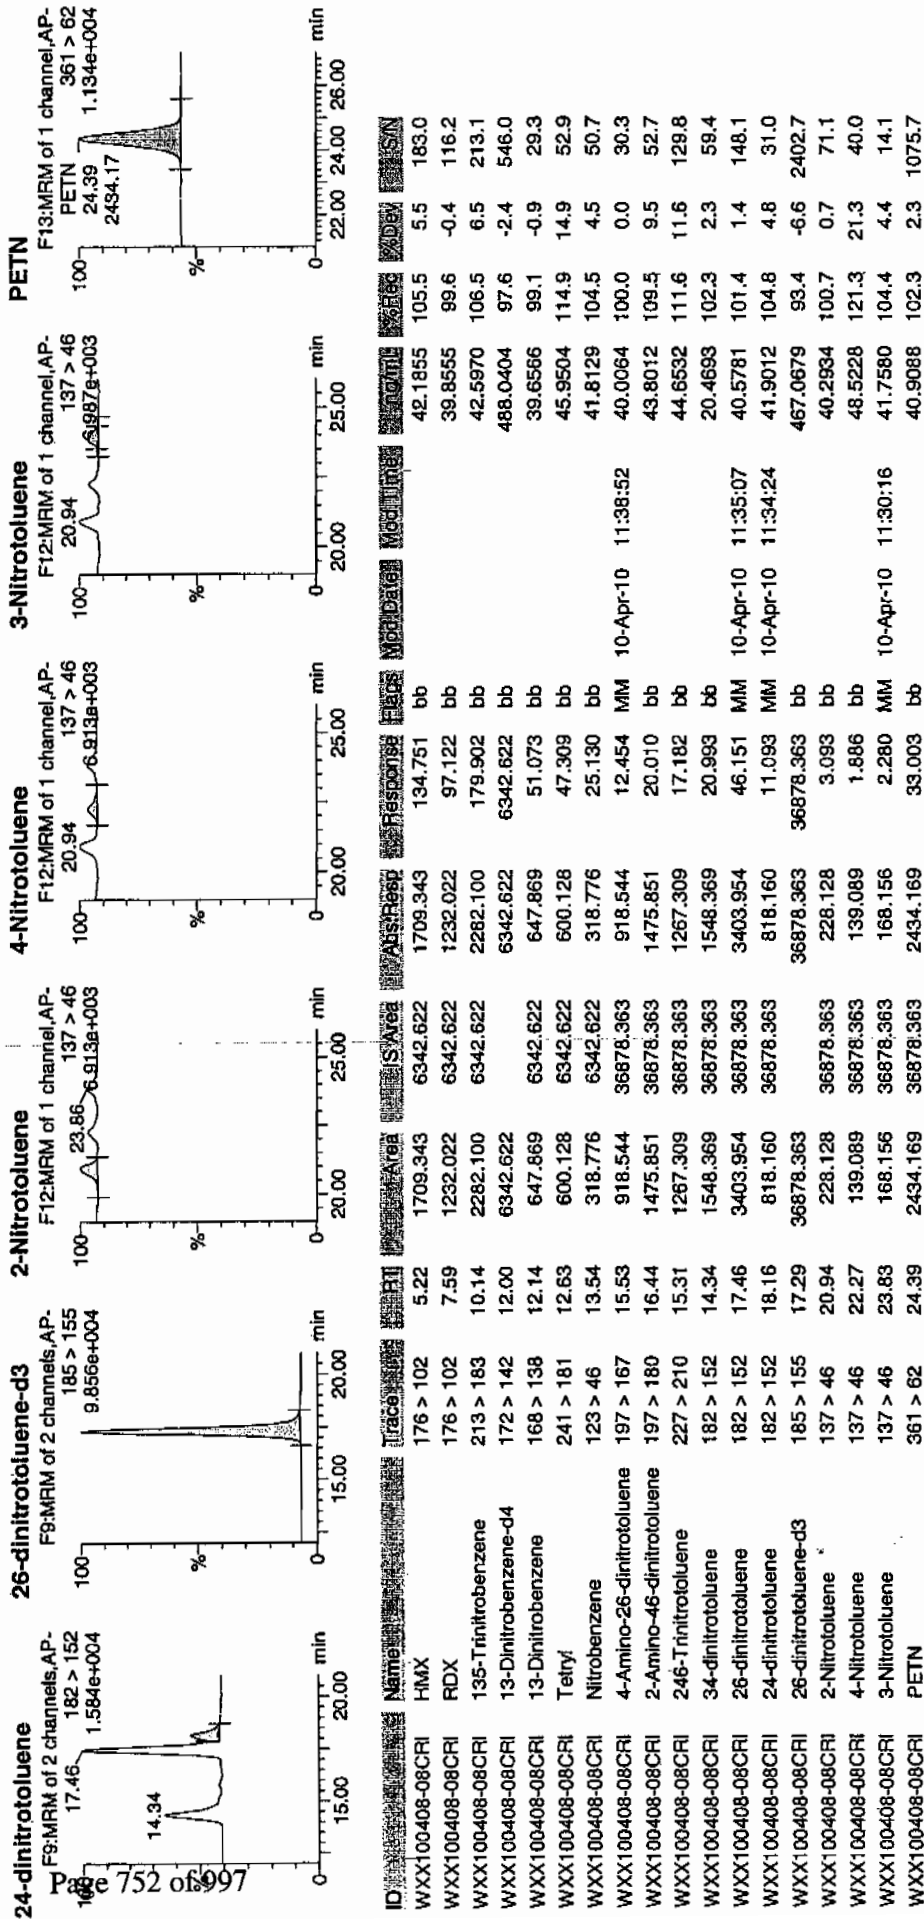 24-dinitrotoluene
F9:MRM of 2 channels,AP-
182 > 152
1.584e+004
17.46
14.34
15.00 20.00 min
0
26-dinitrotoluene-d3
F9:MRM of 2 channels,AP-
185 > 155
9.856e+004
100
%
0
15.00 20.00 min
2-Nitrotoluene
F12:MRM of 1 channel,AP-
137 > 46
6.913e+003
23.86
100
%
0
20.00 25.00 min
4-Nitrotoluene
F12:MRM of 1 channel,AP-
137 > 46
6.913e+003
20.94
100
%
0
20.00 25.00 min
3-Nitrotoluene
F12:MRM of 1 channel,AP-
137 > 46
6.987e+003
20.94
100
%
0
20.00 25.00 min
PETN
F13:MRM of 1 channel,AP-
361 > 62
1.134e+004
PETN
24.39
2434.17
100
%
0
22.00 24.00 26.00 min
ID Name Trace RT Area IS Area Abs.Resp Response Flags Mod.Date Mod.Time ng/mL %Rec %Dev S/N
WXX100408-08CRI HMX 176 > 102 5.22 1709.343 6342.622 1709.343 134.751 bb 42.1855 105.5 5.5 183.0
WXX100408-08CRI RDX 176 > 102 7.59 1232.022 6342.622 1232.022 97.122 bb 39.8555 99.6 -0.4 116.2
WXX100408-08CRI 135-Trinitrobenzene 213 > 183 10.14 2282.100 6342.622 2282.100 179.902 bb 42.5970 106.5 6.5 213.1
WXX100408-08CRI 13-Dinitrobenzene-d4 172 > 142 12.00 6342.622 6342.622 6342.622 bb 488.0404 97.6 -2.4 546.0
WXX100408-08CRI 13-Dinitrobenzene 168 > 138 12.14 647.869 6342.622 647.869 51.073 bb 39.6566 99.1 -0.9 29.3
WXX100408-08CRI Tetryl 241 > 181 12.63 600.128 6342.622 600.128 47.309 bb 45.9504 114.9 14.9 52.9
WXX100408-08CRI Nitrobenzene 123 > 46 13.54 318.776 6342.622 318.776 25.130 bb 41.8129 104.5 4.5 50.7
WXX100408-08CRI 4-Amino-26-dinitrotoluene 197 > 167 15.53 918.544 36878.363 918.544 12.454 MM 10-Apr-10 11:38:52 40.0064 100.0 0.0 30.3
WXX100408-08CRI 2-Amino-46-dinitrotoluene 197 > 180 16.44 1475.851 36878.363 1475.851 20.010 bb 43.8012 109.5 9.5 52.7
WXX100408-08CRI 246-Trinitrotoluene 227 > 210 15.31 1267.309 36878.363 1267.309 17.182 bb 44.6532 111.6 11.6 129.8
WXX100408-08CRI 34-dinitrotoluene 182 > 152 14.34 1548.369 36878.363 1548.369 20.993 bb 20.4693 102.3 2.3 59.4
WXX100408-08CRI 26-dinitrotoluene 182 > 152 17.46 3403.954 36878.363 3403.954 46.151 MM 10-Apr-10 11:35:07 40.5781 101.4 1.4 148.1
WXX100408-08CRI 24-dinitrotoluene 182 > 152 18.16 818.160 36878.363 818.160 11.093 MM 10-Apr-10 11:34:24 41.9012 104.8 4.8 31.0
WXX100408-08CRI 26-dinitrotoluene-d3 185 > 155 17.29 36878.363 36878.363 36878.363 bb 467.0679 93.4 -6.6 2402.7
WXX100408-08CRI 2-Nitrotoluene 137 > 46 20.94 228.128 36878.363 228.128 3.093 bb 40.2934 100.7 0.7 71.1
WXX100408-08CRI 4-Nitrotoluene 137 > 46 22.27 139.089 36878.363 139.089 1.886 bb 48.5228 121.3 21.3 40.0
WXX100408-08CRI 3-Nitrotoluene 137 > 46 23.83 168.156 36878.363 168.156 2.280 MM 10-Apr-10 11:30:16 41.7580 104.4 4.4 14.1
WXX100408-08CRI PETN 361 > 62 24.39 2434.169 36878.363 2434.169 33.003 bb 40.9088 102.3 2.3 1075.7
Page 752 of 997